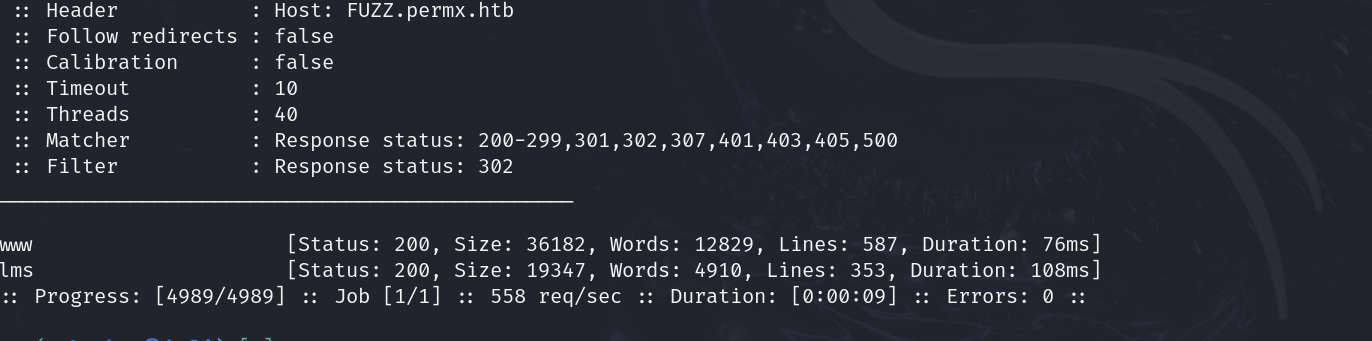 :: Header : Host: FUZZ.permx.htb
:: Follow redirects : false
:: Calibration : false
:: Timeout : 10
:: Threads : 40
:: Matcher : Response status: 200-299,301,302,307,401,403,405,500
:: Filter : Response status: 302
www [Status: 200, Size: 36182, Words: 12829, Lines: 587, Duration: 76ms]
lms [Status: 200, Size: 19347, Words: 4910, Lines: 353, Duration: 108ms]
:: Progress: [4989/4989] :: Job [1/1] :: 558 req/sec :: Duration: [0:00:09] :: Errors: 0 ::